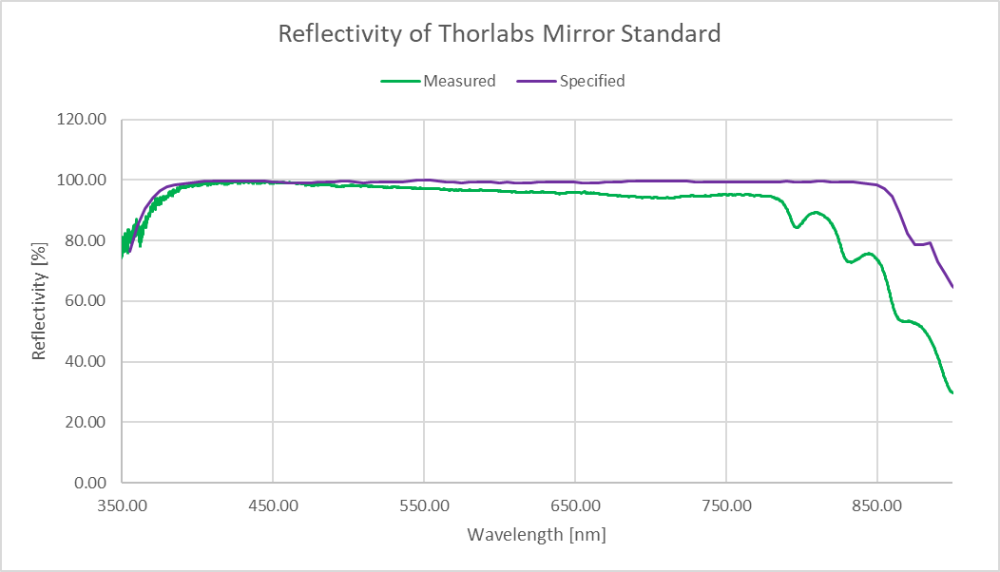 Reflectivity of Thorlabs Mirror Standard
Measured Specified
120.00
100.00
80.00
60.00
40.00
20.00
0.00
Reflectivity [%]
350.00 450.00 550.00 650.00 750.00 850.00
Wavelength [nm]